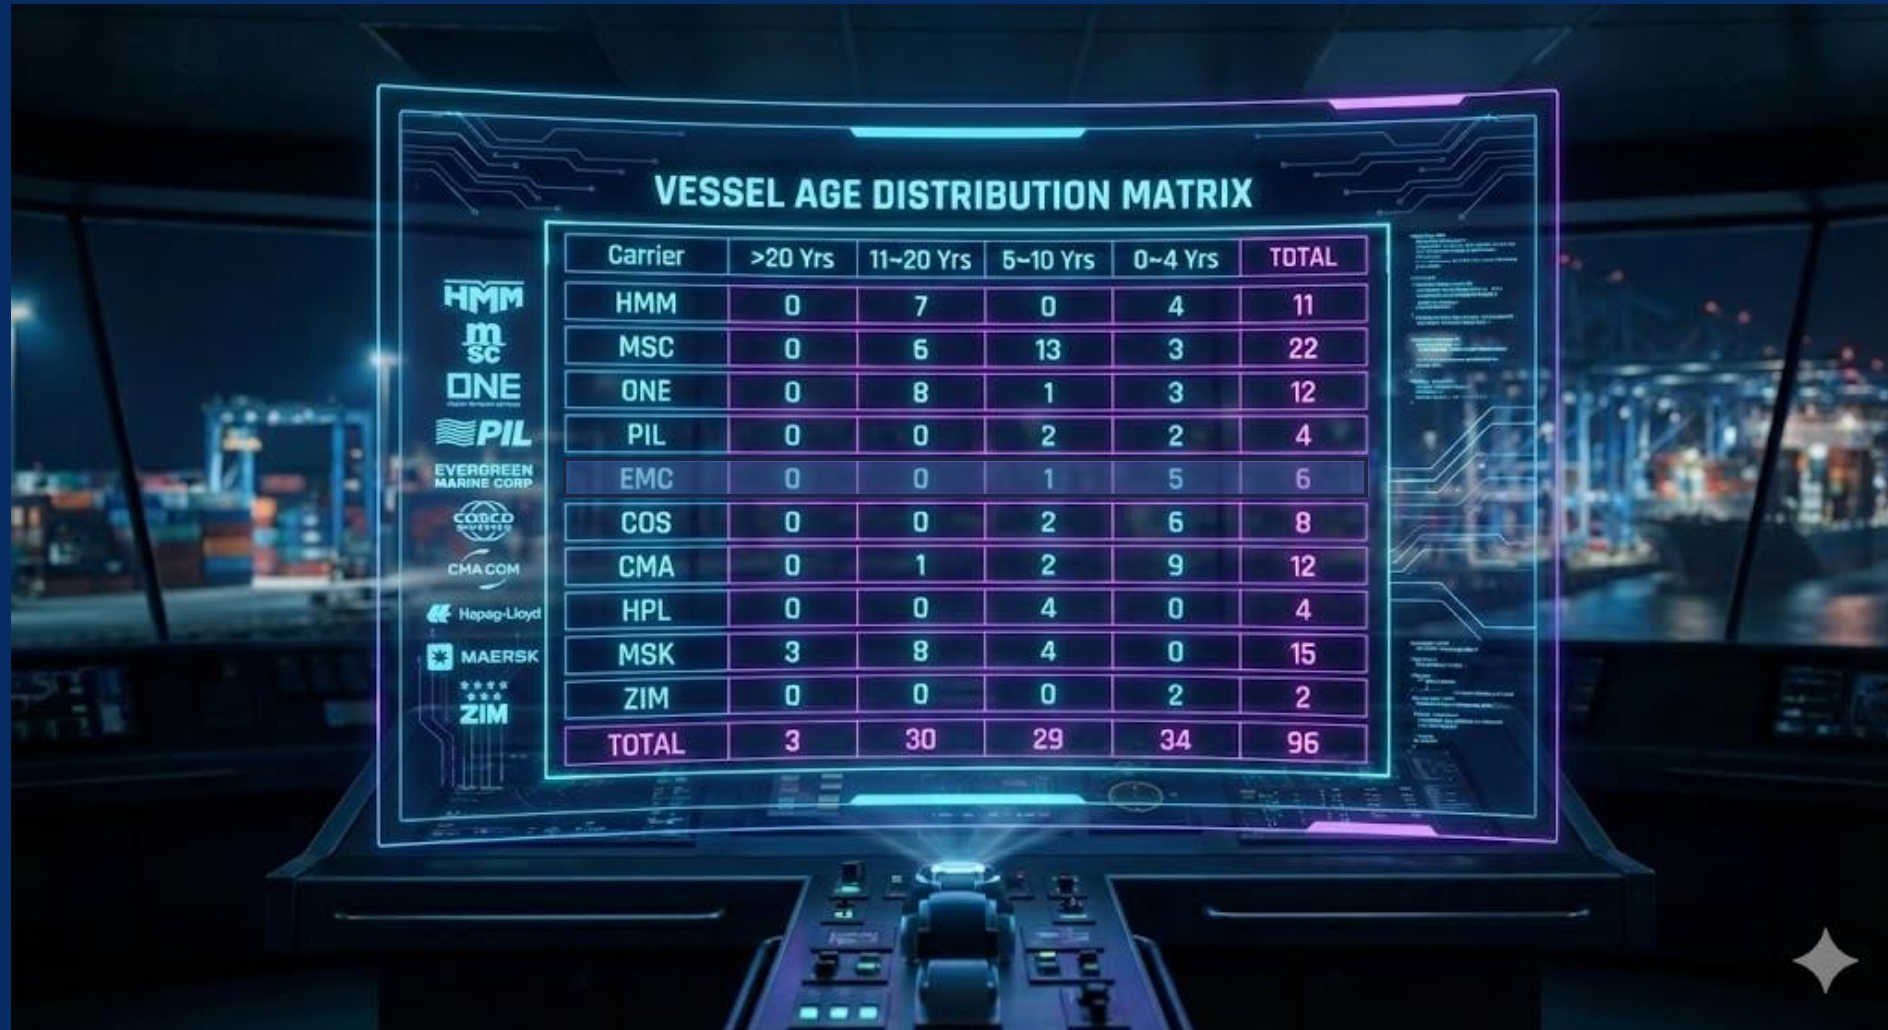 VESSEL AGE DISTRIBUTION MATRIX
Carrier >20 Yrs 11~20 Yrs 5~10 Yrs 0~4 Yrs TOTAL
HMM HMM 0 7 0 4 11
msc MSC 0 6 13 3 22
ONE ONE 0 8 1 3 12
PIL PIL 0 0 2 2 4
EVERGREEN
MARINE CORP EMC 0 0 1 5 6
COSCO COS 0 0 2 6 8
CMA COM CMA 0 1 2 9 12
Hapag-Lloyd HPL 0 0 4 0 4
MAERSK MSK 3 8 4 0 15
ZIM ZIM 0 0 0 2 2
TOTAL 3 30 29 34 96